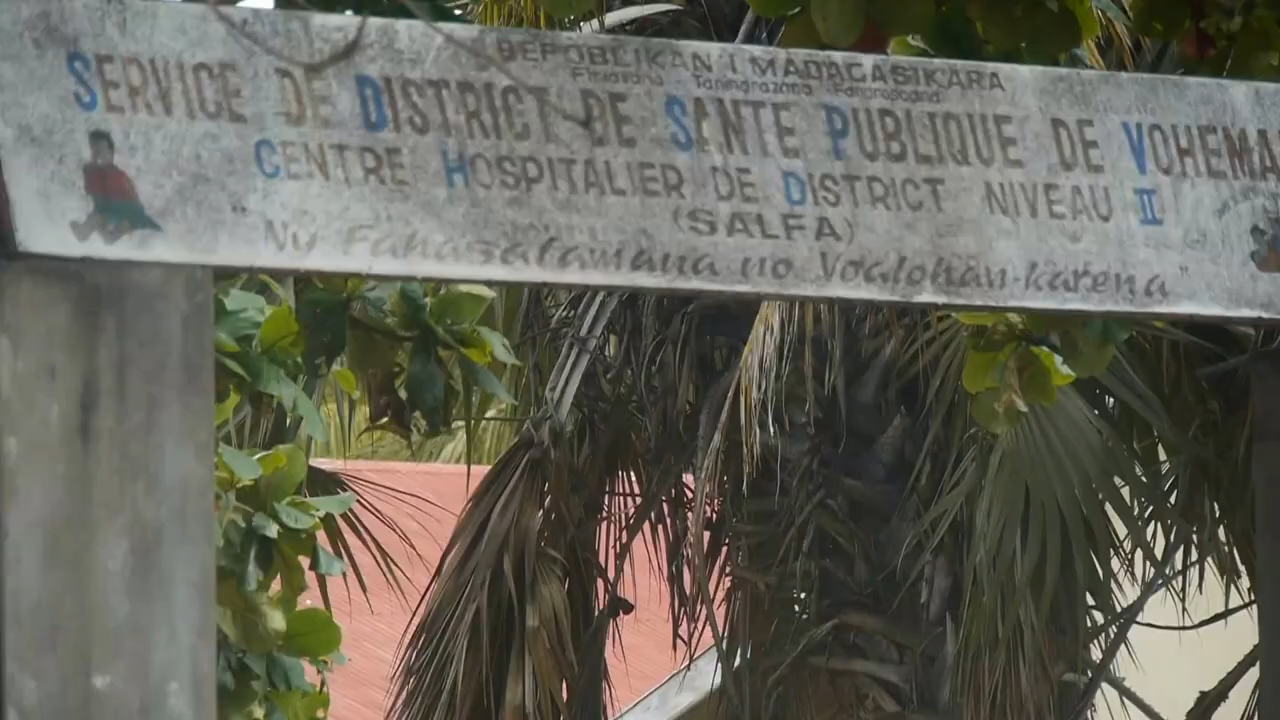 REPOBLIKAN'I MADAGASIKARA
Fitiavana - Tanindrazana - Fandrosoana
SERVICE DE DISTRICT DE SANTE PUBLIQUE DE VOHEMA
CENTRE HOSPITALIER DE DISTRICT NIVEAU II
(SALFA)
"Ny Fahasalamana no Voalohan-karena"